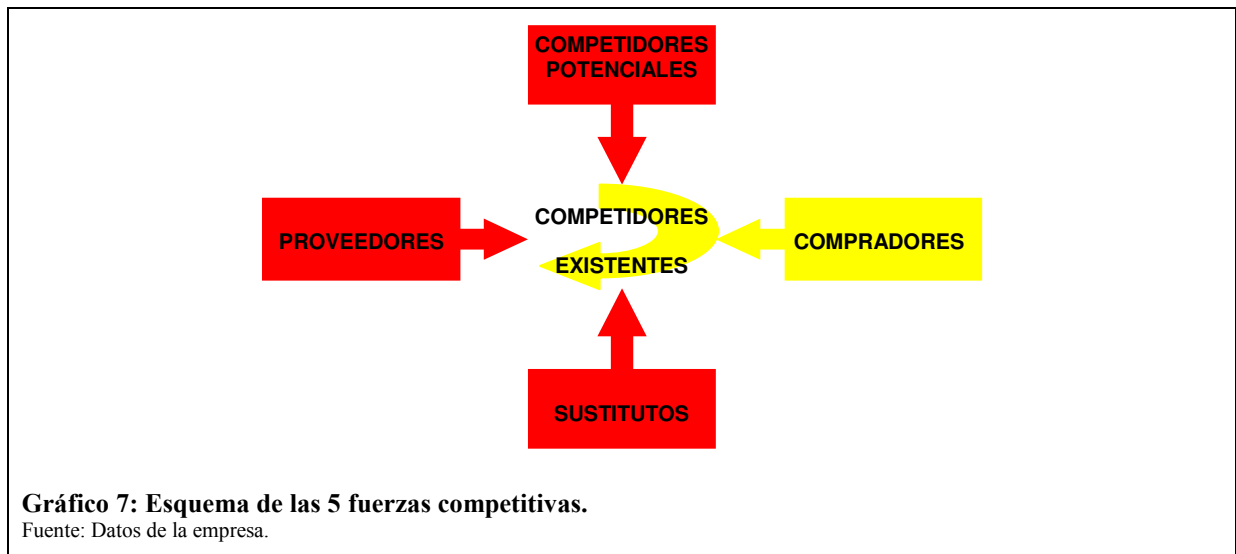 COMPETIDORES
POTENCIALES
COMPETIDORES
PROVEEDORES
COMPRADORES
EXISTENTES
SUSTITUTOS
Gráfico 7: Esquema de las 5 fuerzas competitivas.
Fuente: Datos de la empresa.